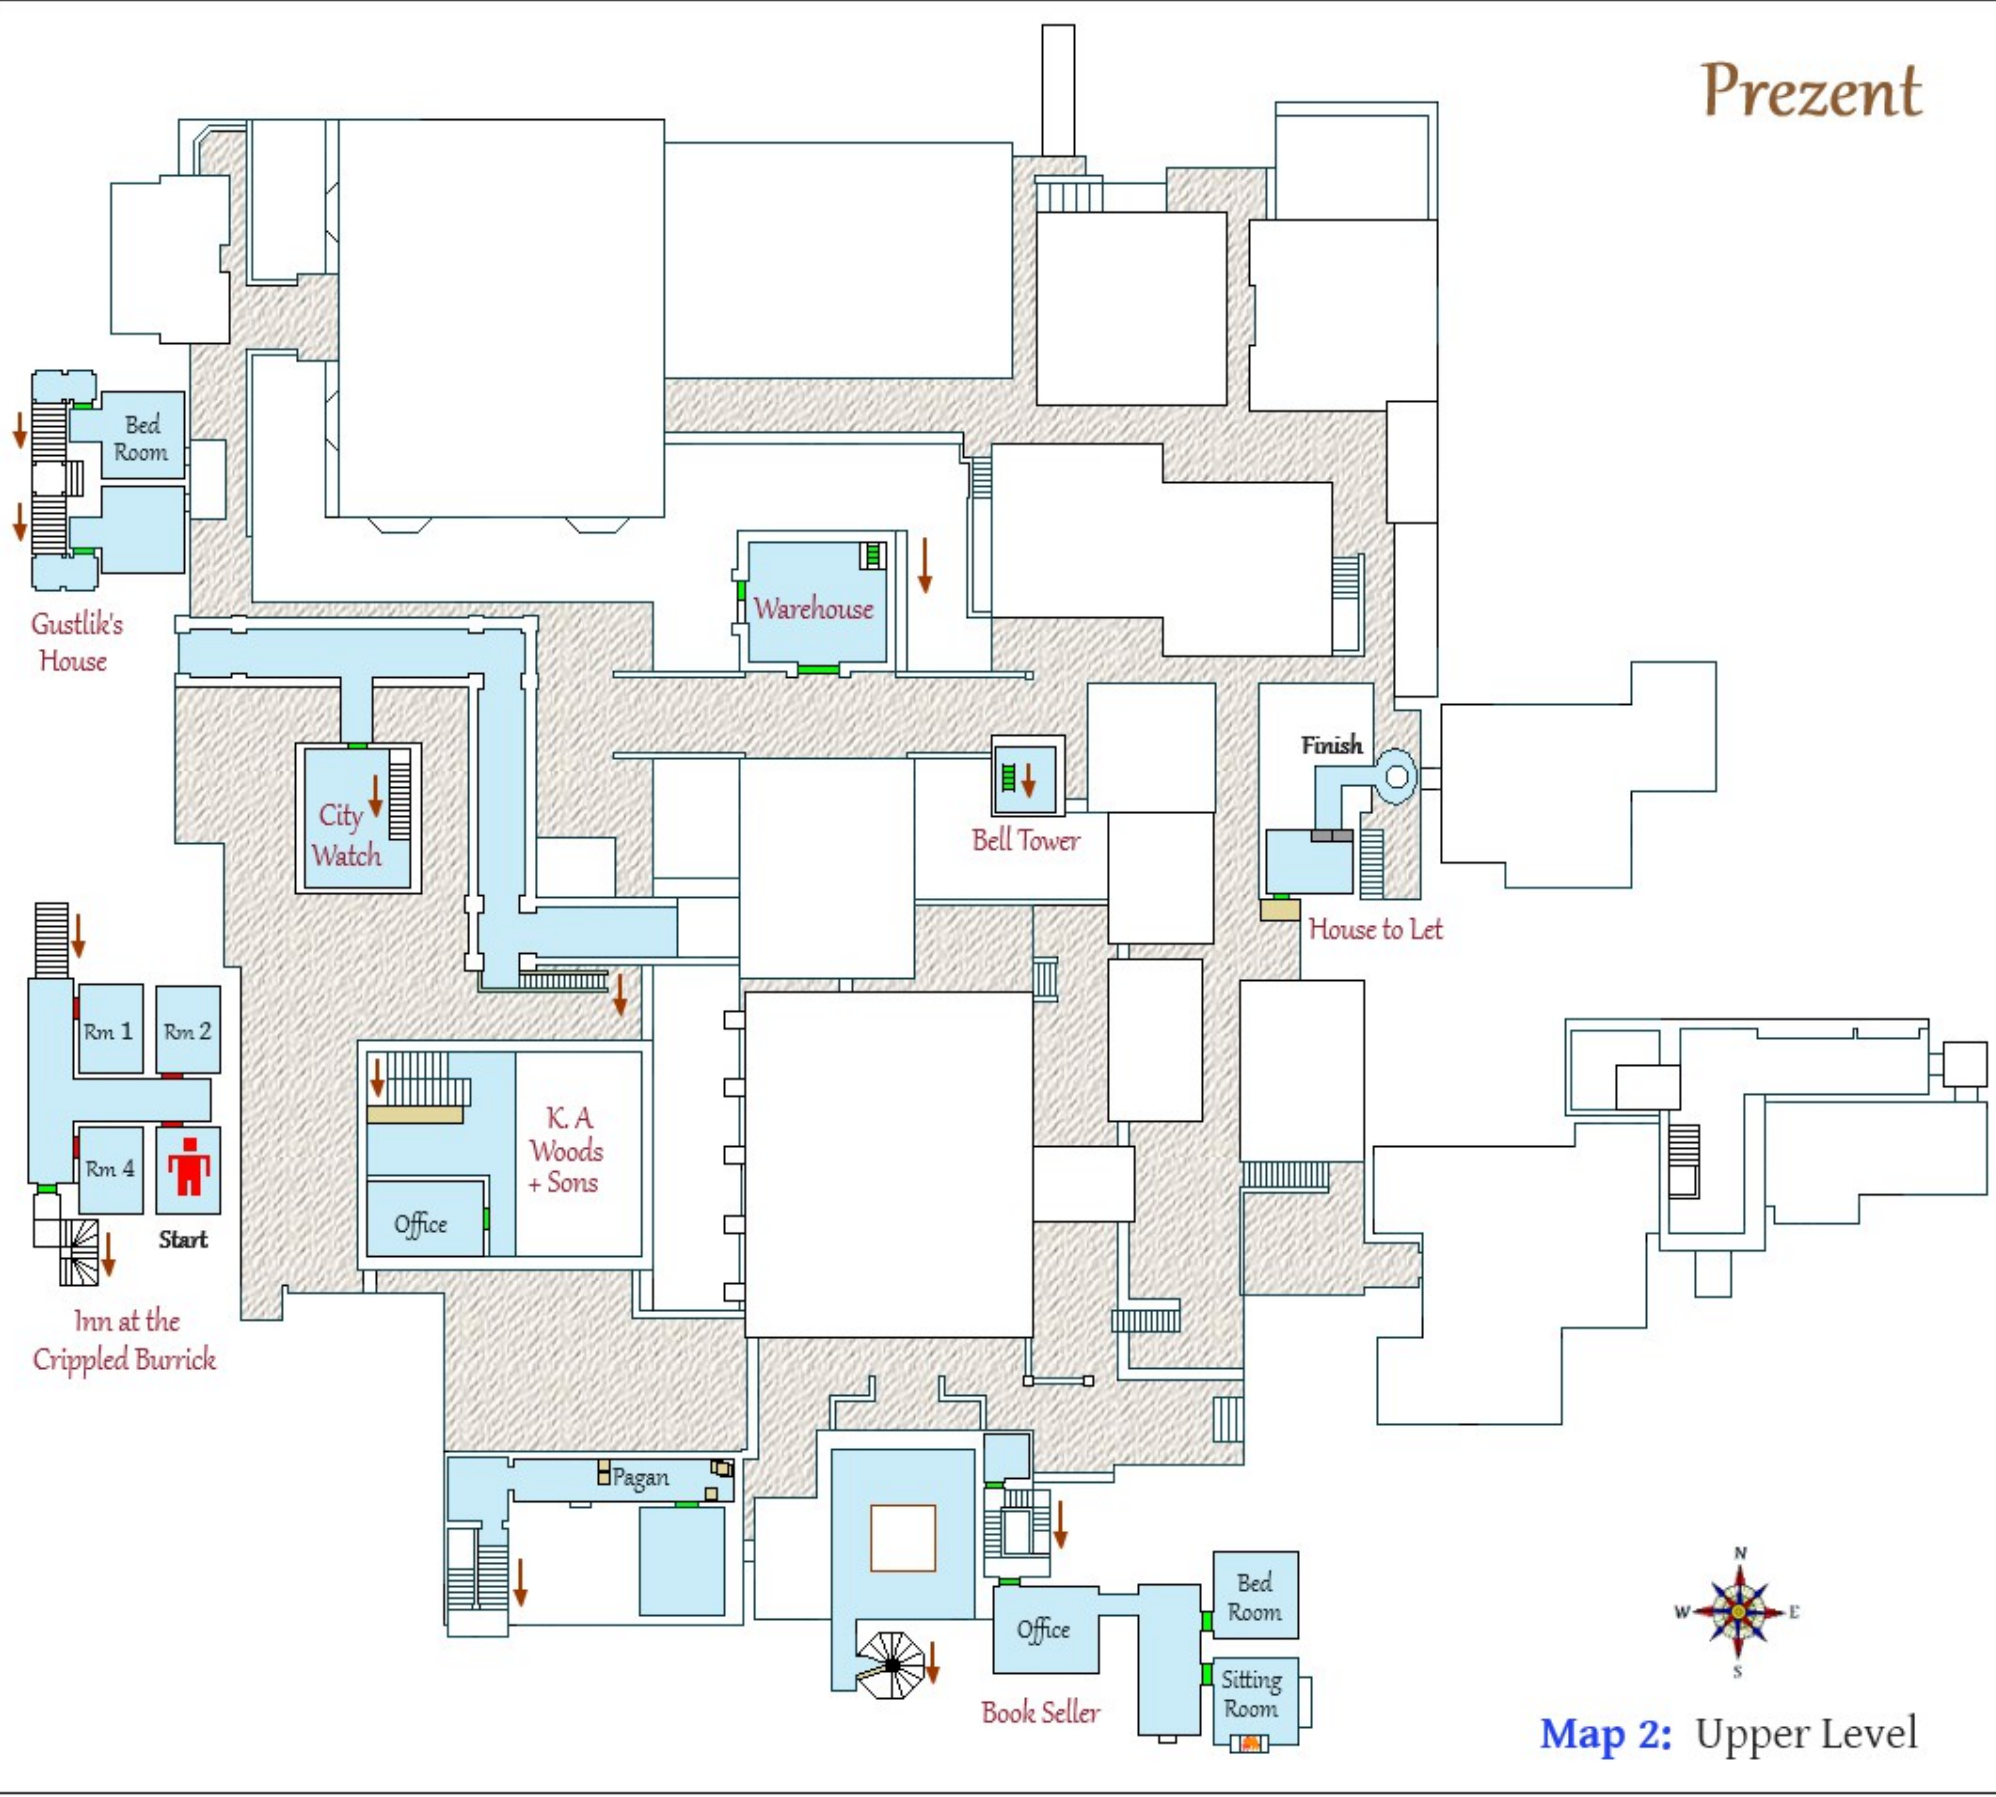 Prezent
Bed
Room
Gustlik's
House
Warehouse
City
Watch
Bell Tower
Finish
House to Let
Rm 1
Rm 2
Rm 4
Start
Inn at the
Crippled Burrick
K. A
Woods
+ Sons
Office
Pagan
Office
Book Seller
Bed
Room
Sitting
Room
N
W
E
S
Map 2: Upper Level